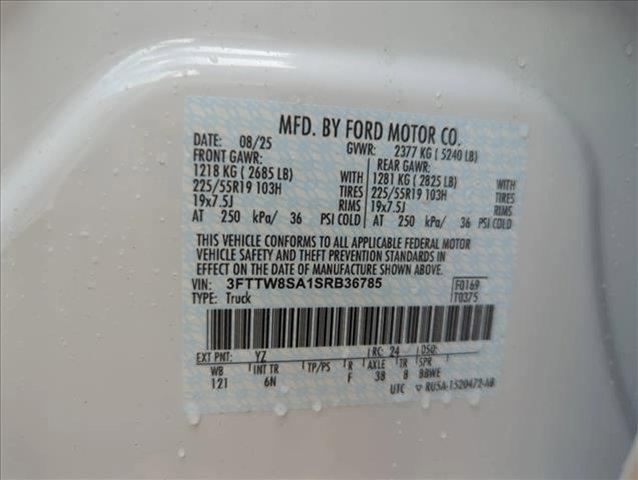 MFD. BY FORD MOTOR CO.
DATE: 08/25 GVWR: 2377 KG ( 5240 LB)
FRONT GAWR: REAR GAWR:
1218 KG ( 2685 LB) WITH 1281 KG ( 2825 LB) WITH
225/55R19 103H TIRES 225/55R19 103H TIRES
19x7.5J RIMS 19x7.5J RIMS
AT 250 kPa/ 36 PSI COLD AT 250 kPa/ 36 PSI COLD
THIS VEHICLE CONFORMS TO ALL APPLICABLE FEDERAL MOTOR
VEHICLE SAFETY AND THEFT PREVENTION STANDARDS IN
EFFECT ON THE DATE OF MANUFACTURE SHOWN ABOVE.
VIN: 3FTTW8SA1SRB36785 F0169
TYPE: Truck T0375
EXT PNT: YZ RC: 24 DSO:
WB INT TR TP/PS R AXLE TR SPR
121 6N F 38 8 BBWE
UTC RU5A-1520472-AB